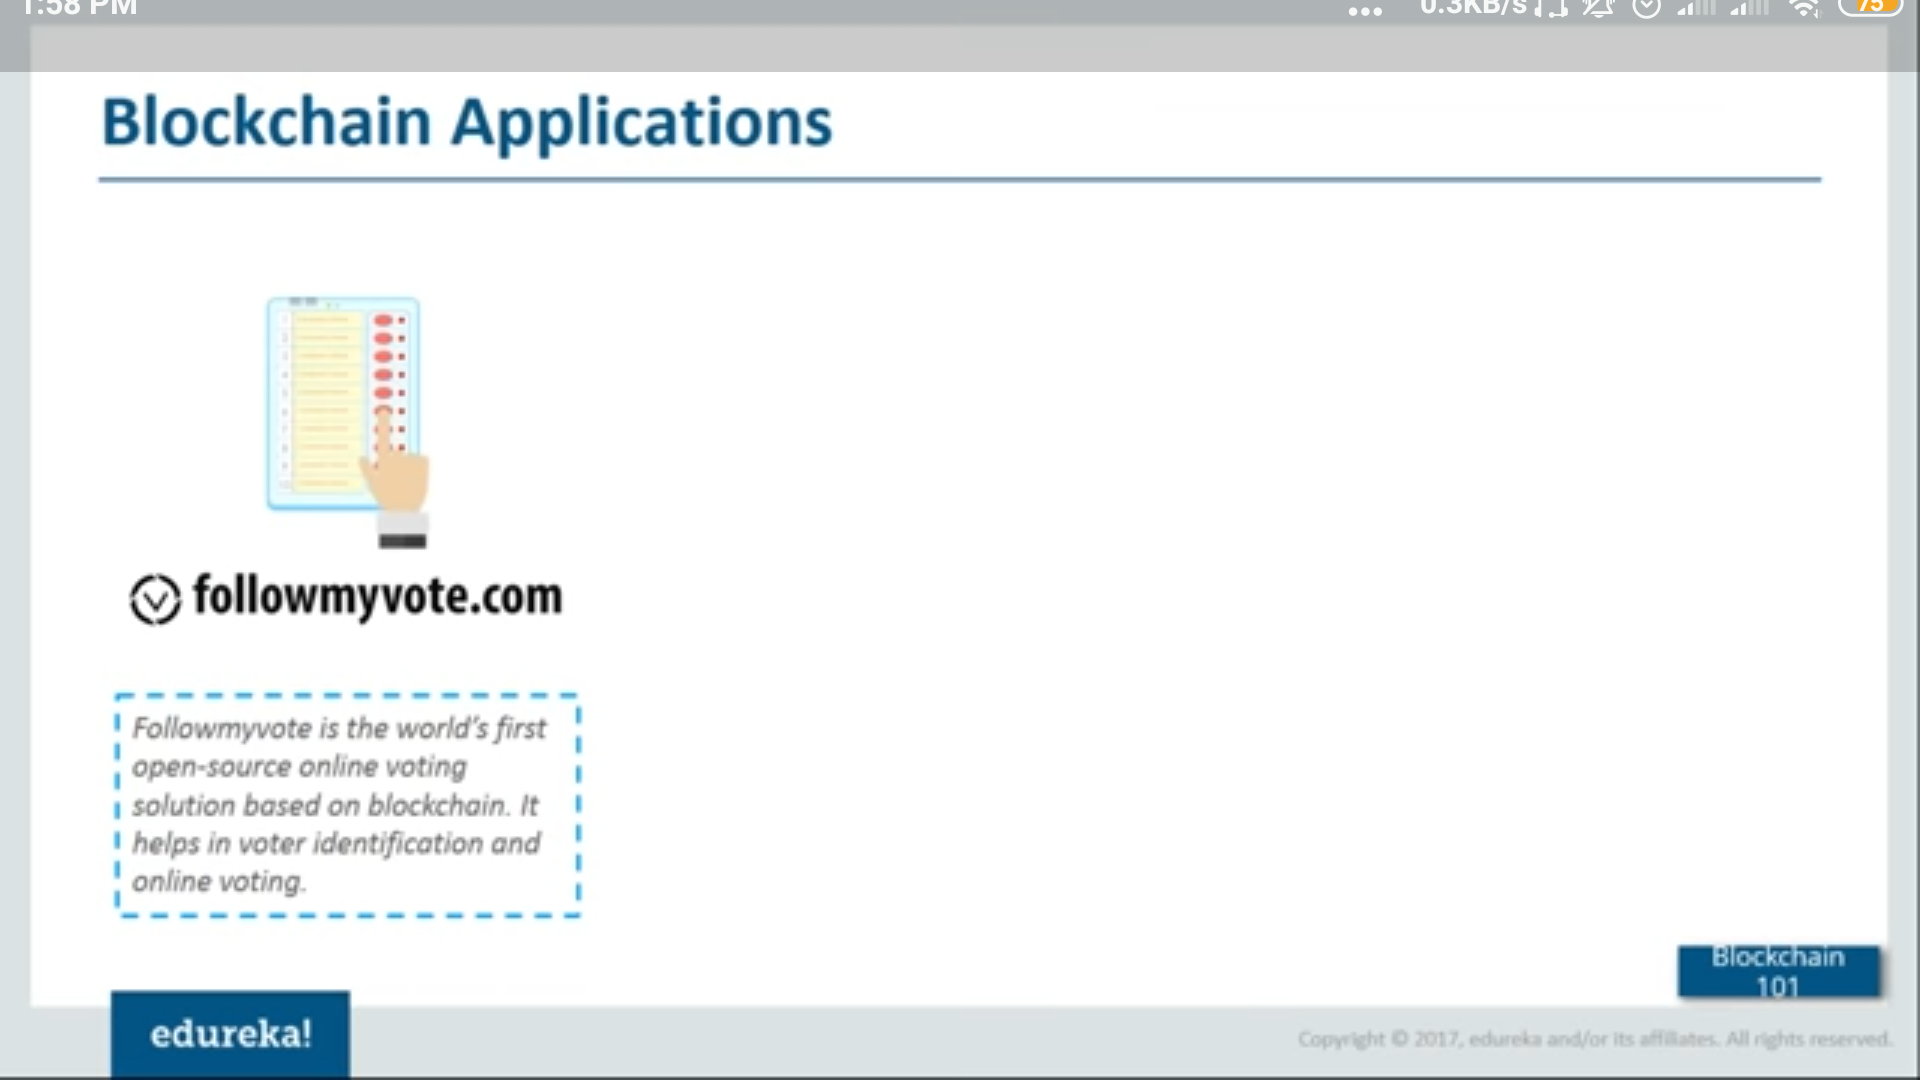 1:58 PM
... 0.3KB/s 75
Blockchain Applications
followmyvote.com
Followmyvote is the world's first
open-source online voting
solution based on blockchain. It
helps in voter identification and
online voting.
Blockchain
101
edureka!
Copyright © 2017, edureka and/or its affiliates. All rights reserved.